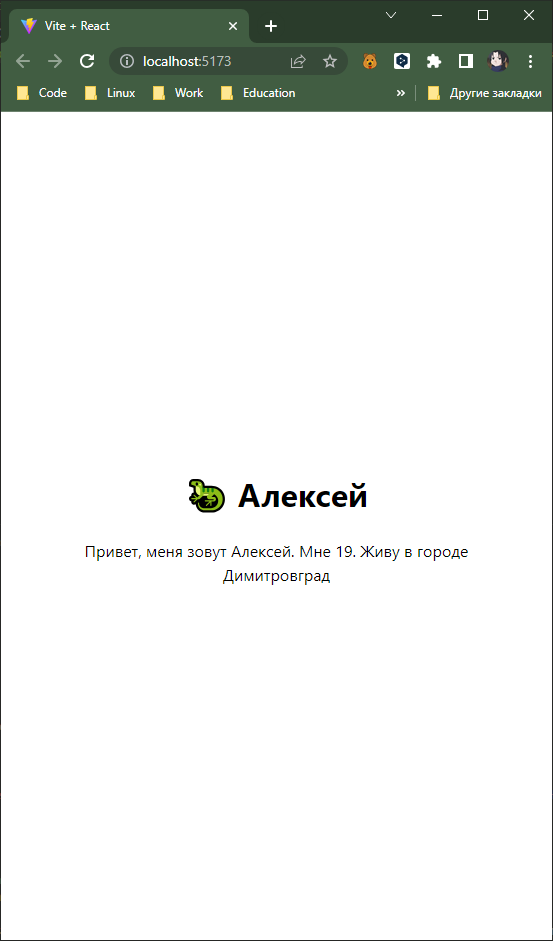 Vite + React
localhost:5173
Code Linux Work Education » Другие закладки
Алексей
Привет, меня зовут Алексей. Мне 19. Живу в городе
Димитровград